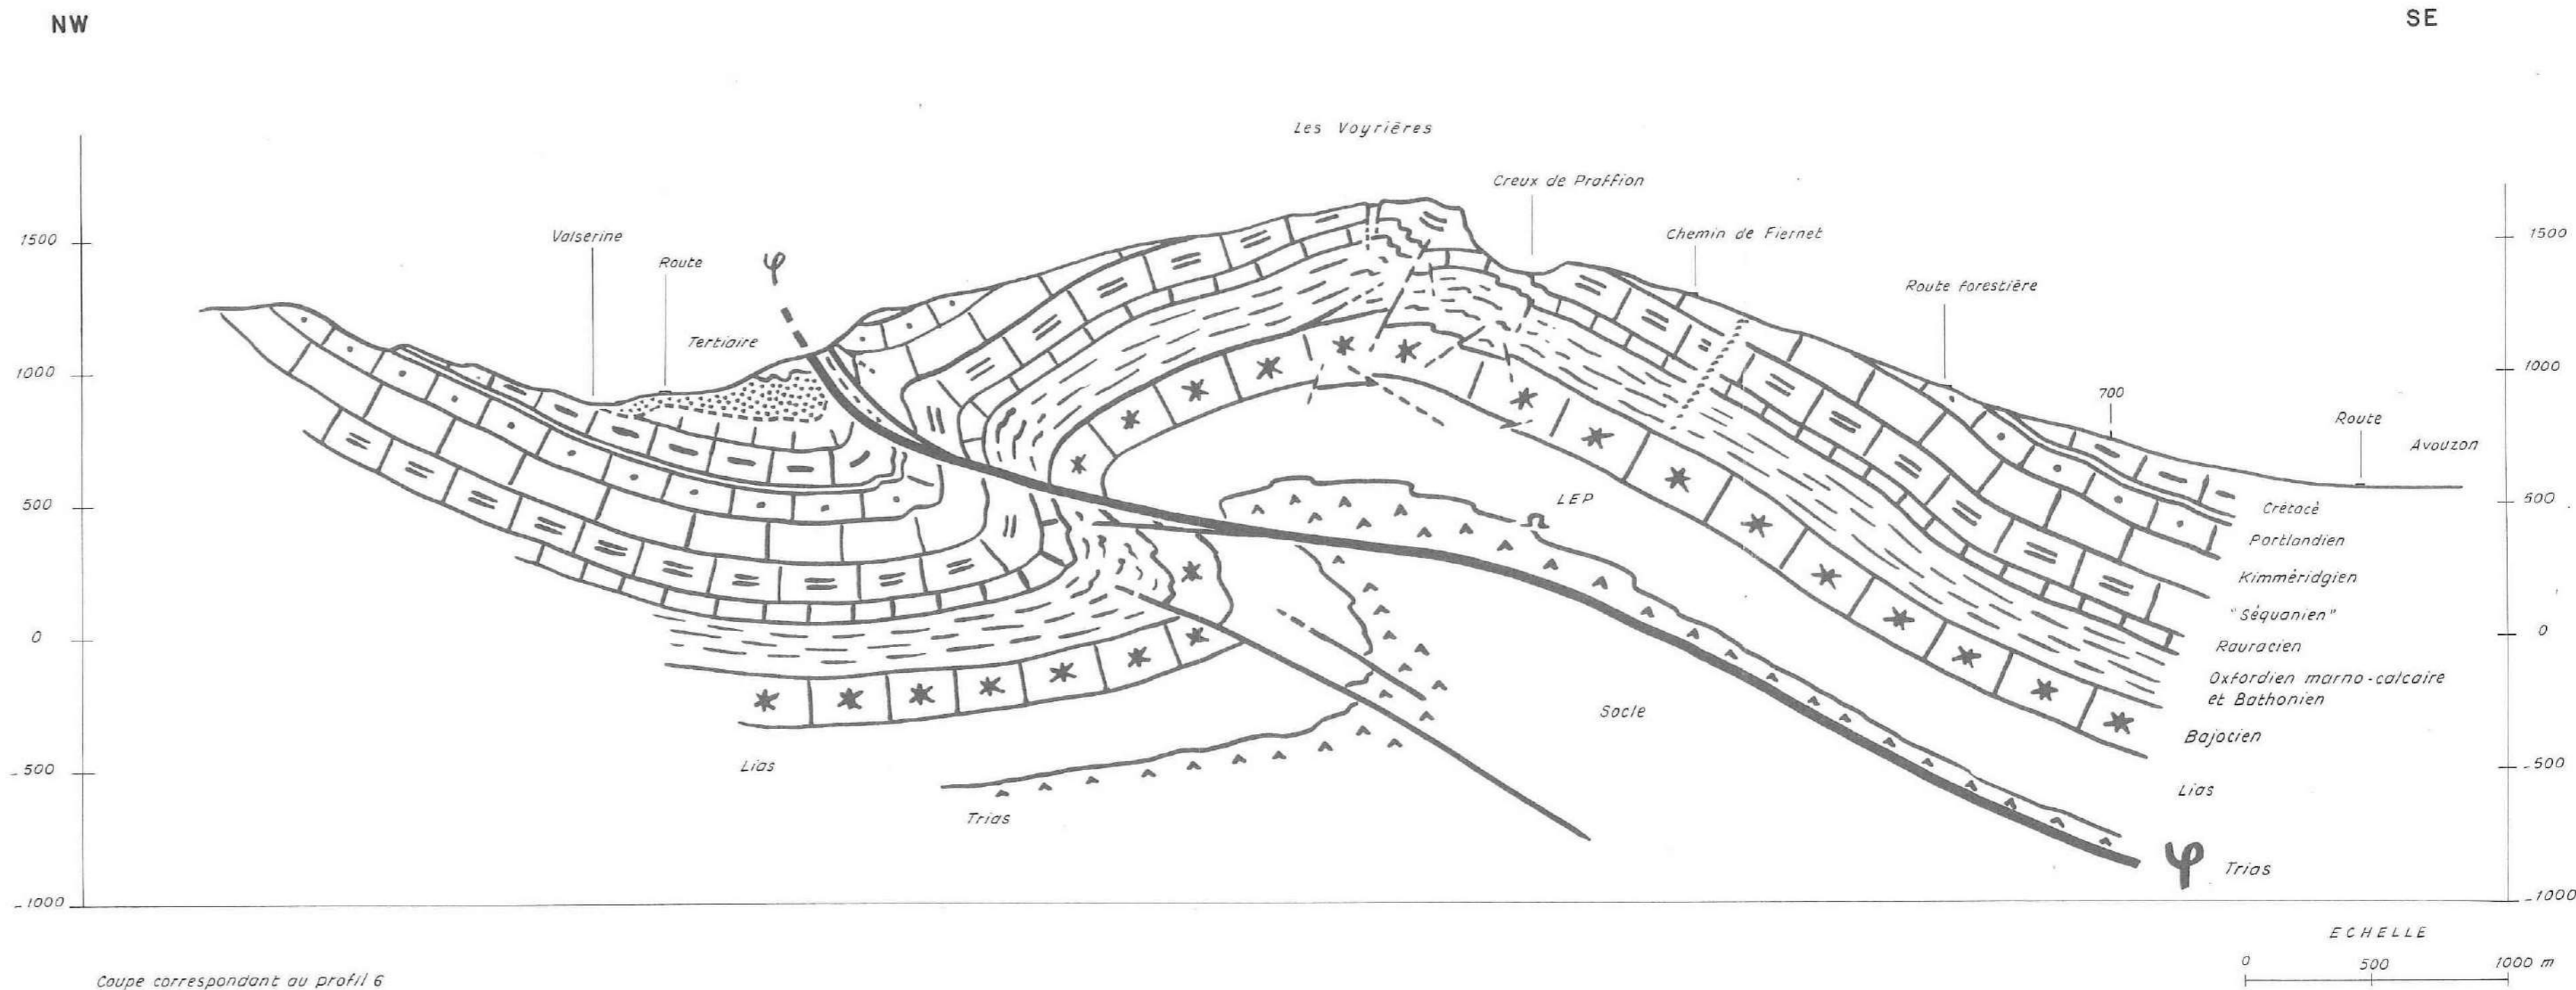 NW
SE
Les Voyrières
Creux de Praffion
Chemin de Fiernet
Valserine
Route
φ
Route forestière
Tertiaire
700
Route
Avouzon
1500
1000
500
0
-500
-1000
1500
1000
500
0
-500
-1000
LEP
Socle
Lias
Trias
Crétacé
Portlandien
Kimméridgien
"Séquanien"
Rauracien
Oxfordien marno-calcaire
et Bathonien
Bajocien
Lias
φ
Trias
ECHELLE
0 500 1000 m
Coupe correspondant au profil 6